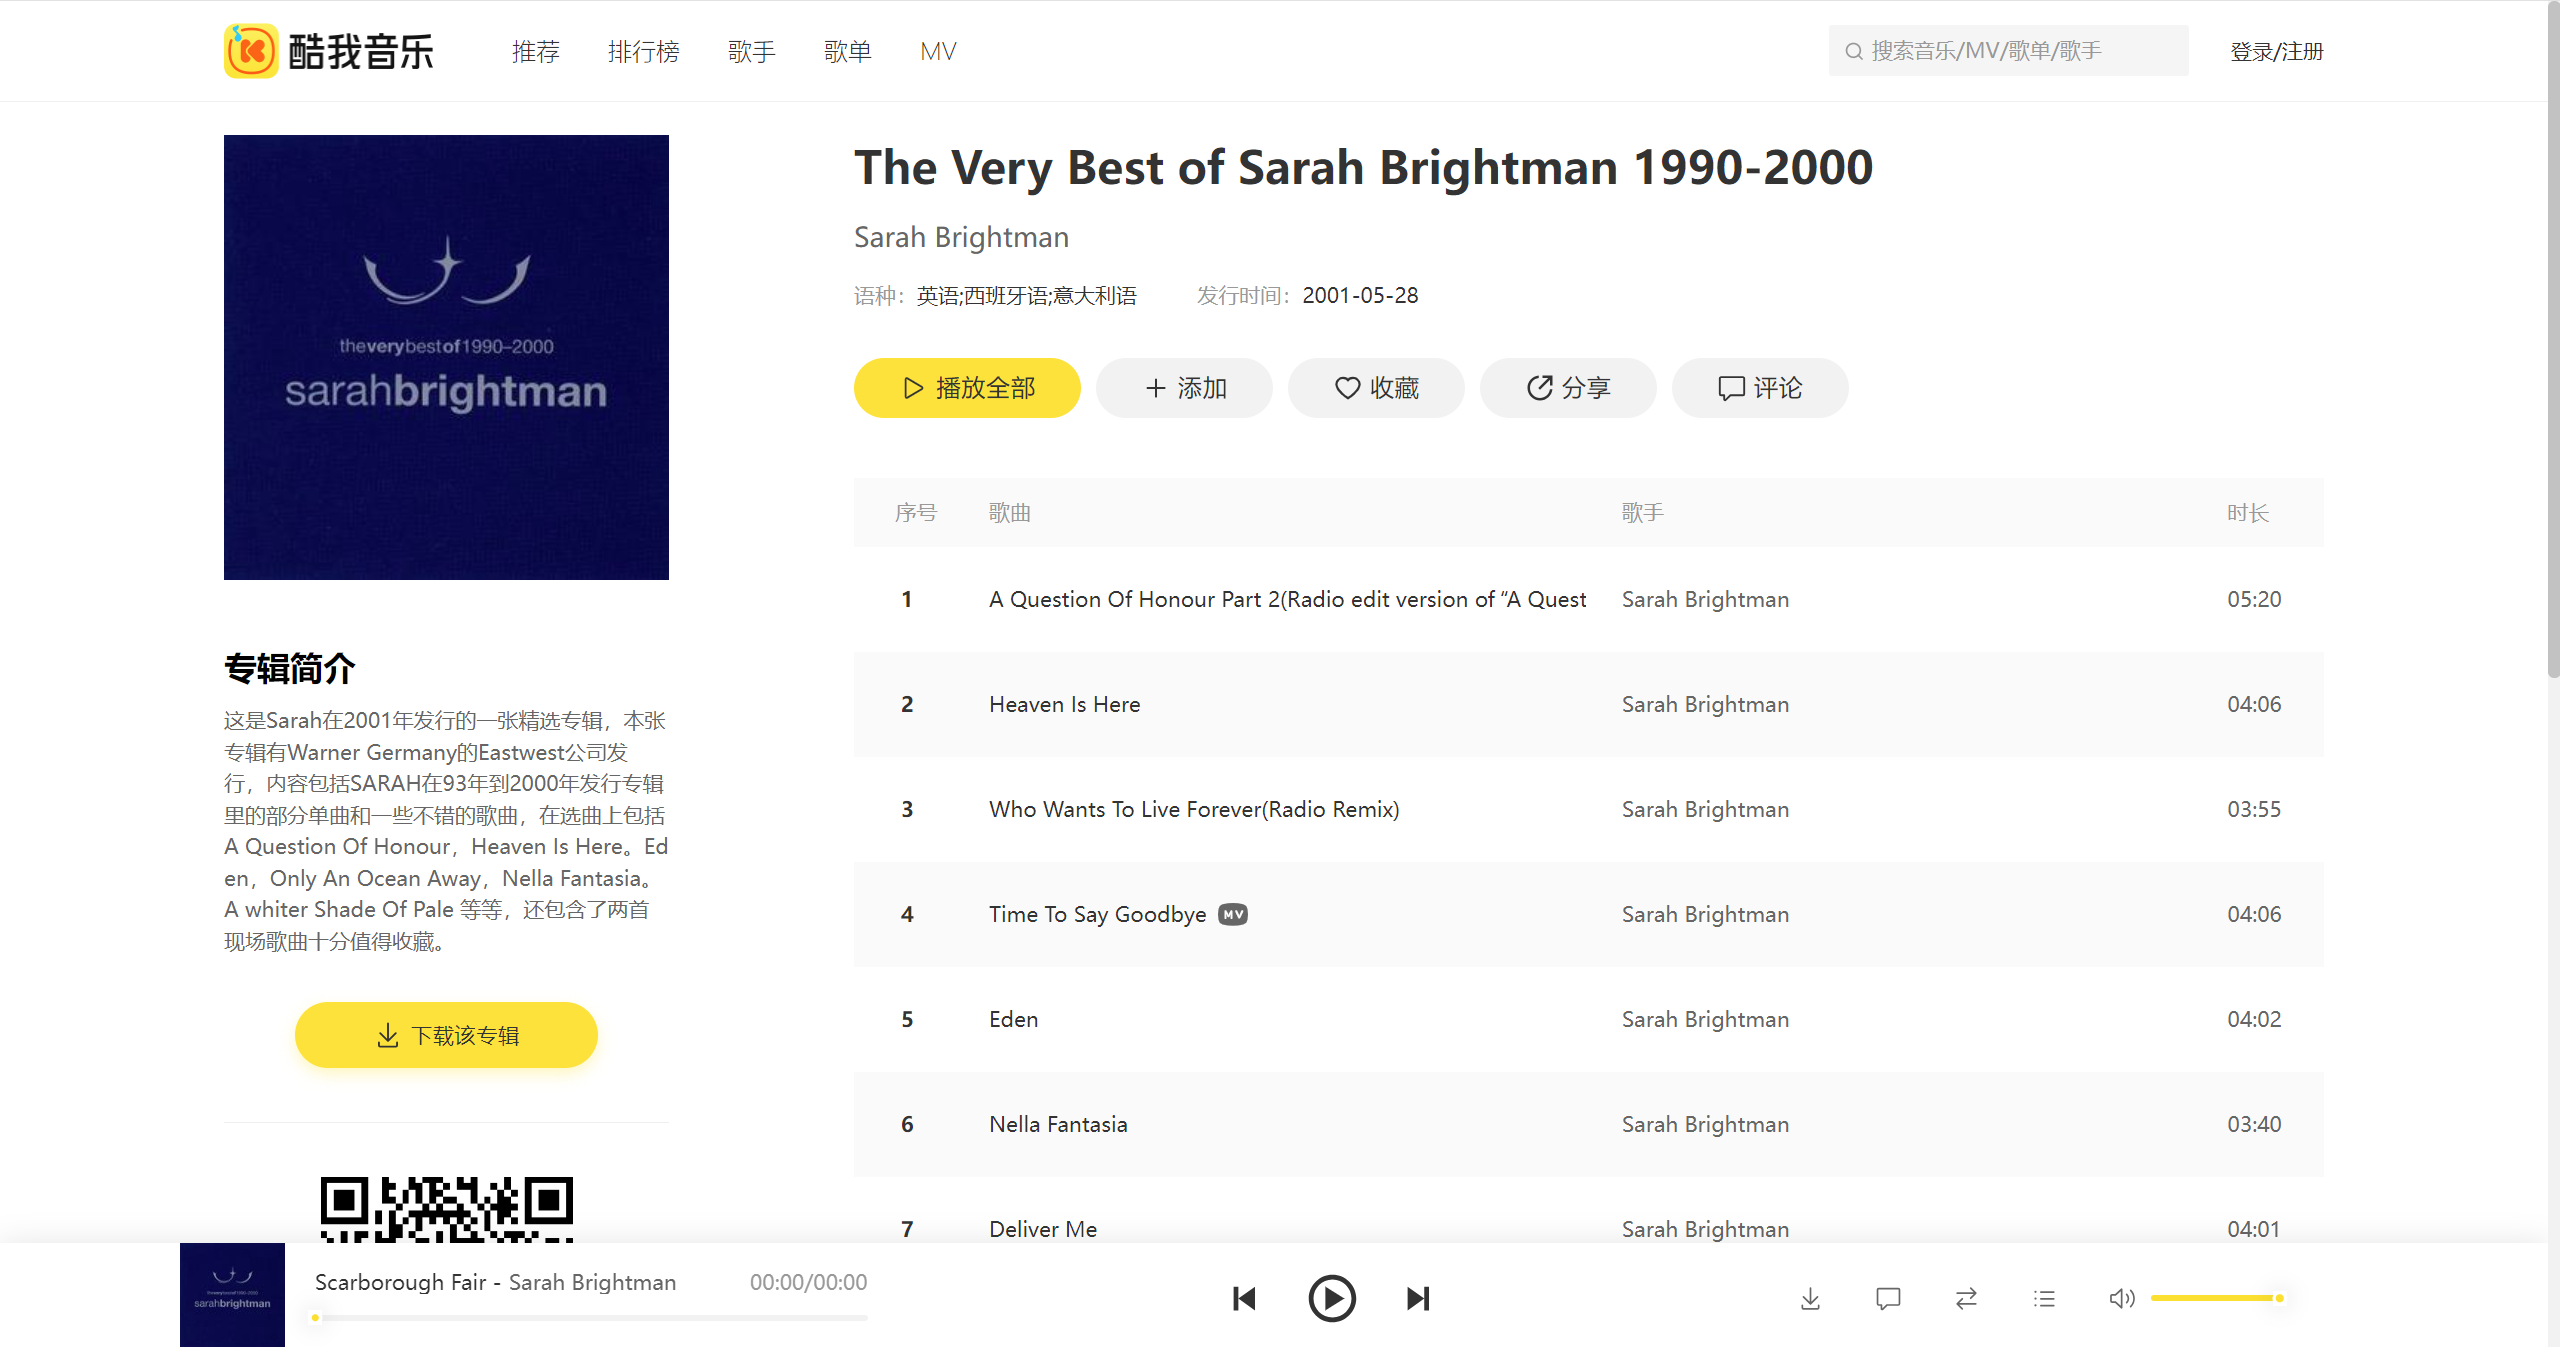 酷我音乐
推荐 排行榜 歌手 歌单 MV
搜索音乐/MV/歌单/歌手
登录/注册
theverybestof1990–2000
sarahbrightman
专辑简介
这是Sarah在2001年发行的一张精选专辑，本张
专辑有Warner Germany的Eastwest公司发
行，内容包括SARAH在93年到2000年发行专辑
里的部分单曲和一些不错的歌曲，在选曲上包括
A Question Of Honour，Heaven Is Here。Ed
en，Only An Ocean Away，Nella Fantasia。
A whiter Shade Of Pale 等等，还包含了两首
现场歌曲十分值得收藏。
下载该专辑
The Very Best of Sarah Brightman 1990-2000
Sarah Brightman
语种：英语;西班牙语;意大利语 发行时间：2001-05-28
播放全部 添加 收藏 分享 评论
序号 歌曲 歌手 时长
1 A Question Of Honour Part 2(Radio edit version of “A Quest Sarah Brightman 05:20
2 Heaven Is Here Sarah Brightman 04:06
3 Who Wants To Live Forever(Radio Remix) Sarah Brightman 03:55
4 Time To Say Goodbye MV Sarah Brightman 04:06
5 Eden Sarah Brightman 04:02
6 Nella Fantasia Sarah Brightman 03:40
7 Deliver Me Sarah Brightman 04:01
sarahbrightman
Scarborough Fair - Sarah Brightman 00:00/00:00